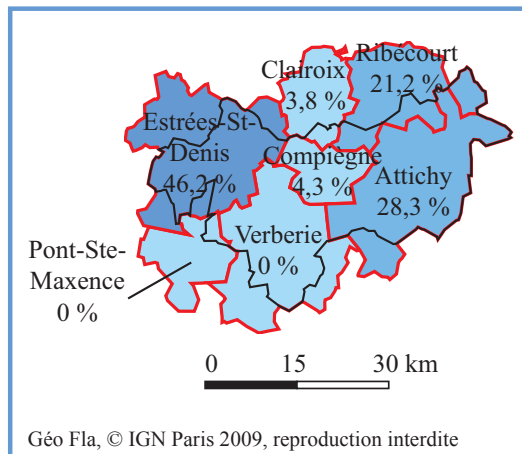 Ribécourt
21,2 %
Clairoix
3,8 %
Estrées-St-
Denis
46,2 %
Compiègne
4,3 %
Attichy
28,3 %
Verberie
0 %
Pont-Ste-
Maxence
0 %
0 15 30 km
Géo Fla, © IGN Paris 2009, reproduction interdite